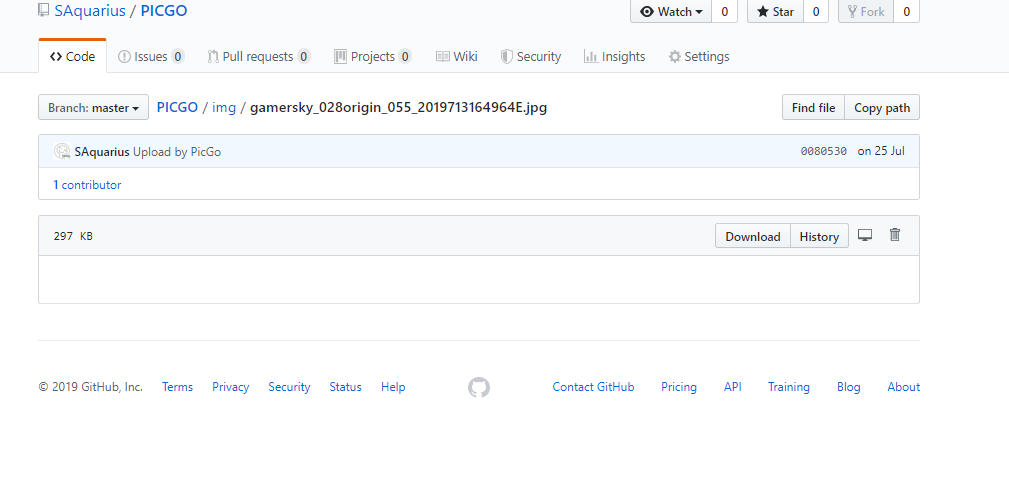 SAquarius / PICGO Watch 0 Star 0 Fork 0
Code Issues 0 Pull requests 0 Projects 0 Wiki Security Insights Settings
Branch: master PICGO / img / gamersky_028origin_055_2019713164964E.jpg Find file Copy path
SAquarius Upload by PicGo 0080530 on 25 Jul
1 contributor
297 KB Download History
© 2019 GitHub, Inc. Terms Privacy Security Status Help Contact GitHub Pricing API Training Blog About